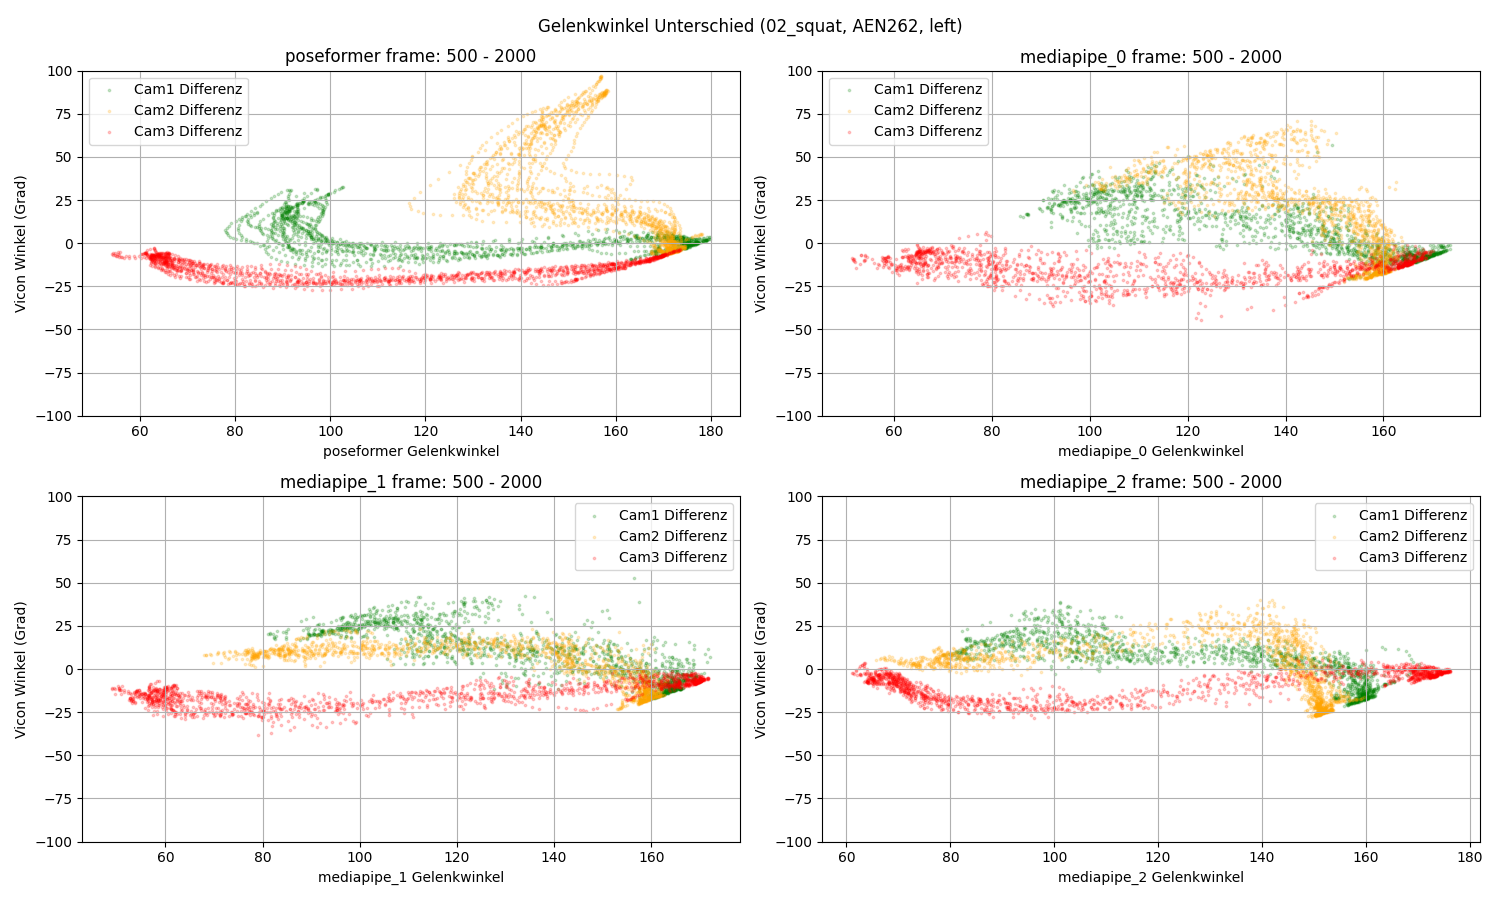 Gelenkwinkel Unterschied (02_squat, AEN262, left)
poseformer frame: 500 - 2000
Cam1 Differenz
Cam2 Differenz
Cam3 Differenz
100
75
50
25
0
−25
−50
−75
−100
Vicon Winkel (Grad)
60 80 100 120 140 160 180
poseformer Gelenkwinkel
mediapipe_0 frame: 500 - 2000
Cam1 Differenz
Cam2 Differenz
Cam3 Differenz
100
75
50
25
0
−25
−50
−75
−100
Vicon Winkel (Grad)
60 80 100 120 140 160
mediapipe_0 Gelenkwinkel
mediapipe_1 frame: 500 - 2000
Cam1 Differenz
Cam2 Differenz
Cam3 Differenz
100
75
50
25
0
−25
−50
−75
−100
Vicon Winkel (Grad)
60 80 100 120 140 160
mediapipe_1 Gelenkwinkel
mediapipe_2 frame: 500 - 2000
Cam1 Differenz
Cam2 Differenz
Cam3 Differenz
100
75
50
25
0
−25
−50
−75
−100
Vicon Winkel (Grad)
60 80 100 120 140 160 180
mediapipe_2 Gelenkwinkel